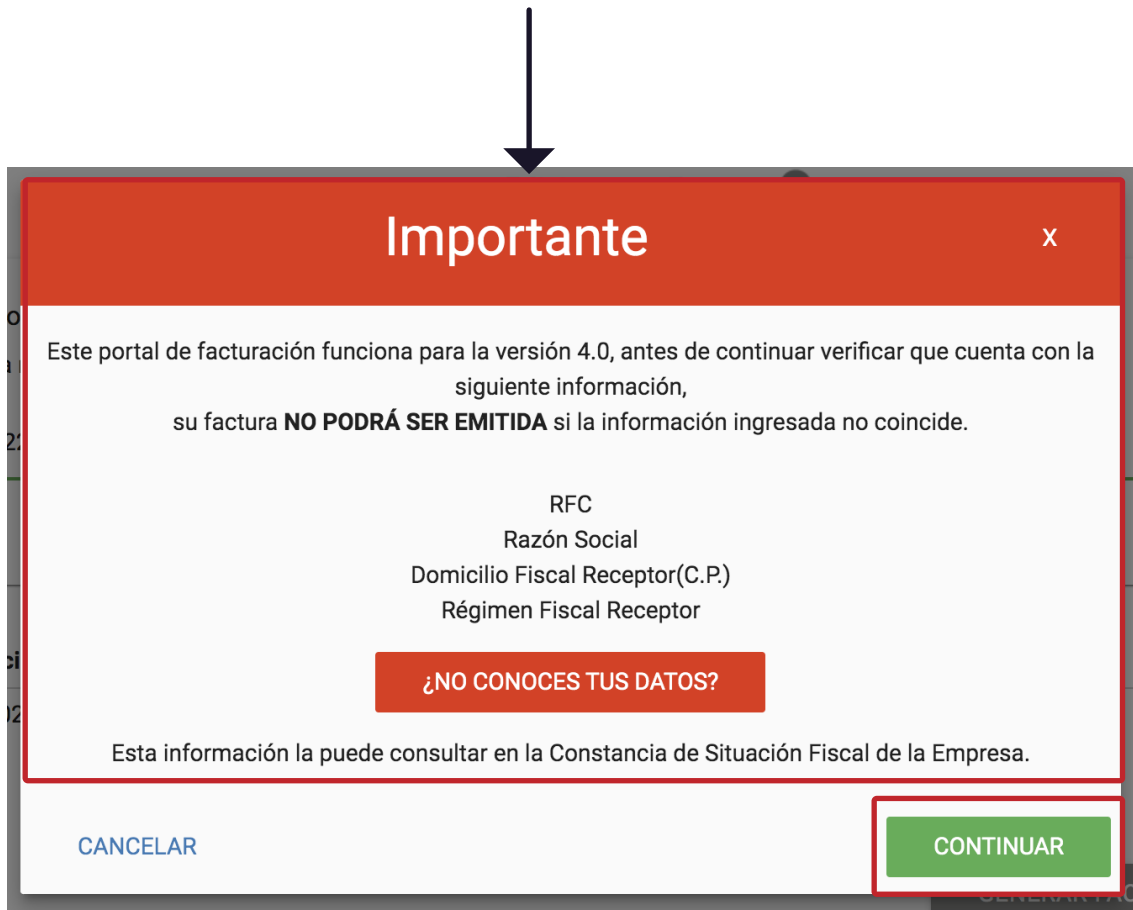 Importante
x
Este portal de facturación funciona para la versión 4.0, antes de continuar verificar que cuenta con la
siguiente información,
su factura NO PODRÁ SER EMITIDA si la información ingresada no coincide.
RFC
Razón Social
Domicilio Fiscal Receptor(C.P.)
Régimen Fiscal Receptor
¿NO CONOCES TUS DATOS?
Esta información la puede consultar en la Constancia de Situación Fiscal de la Empresa.
CANCELAR
CONTINUAR